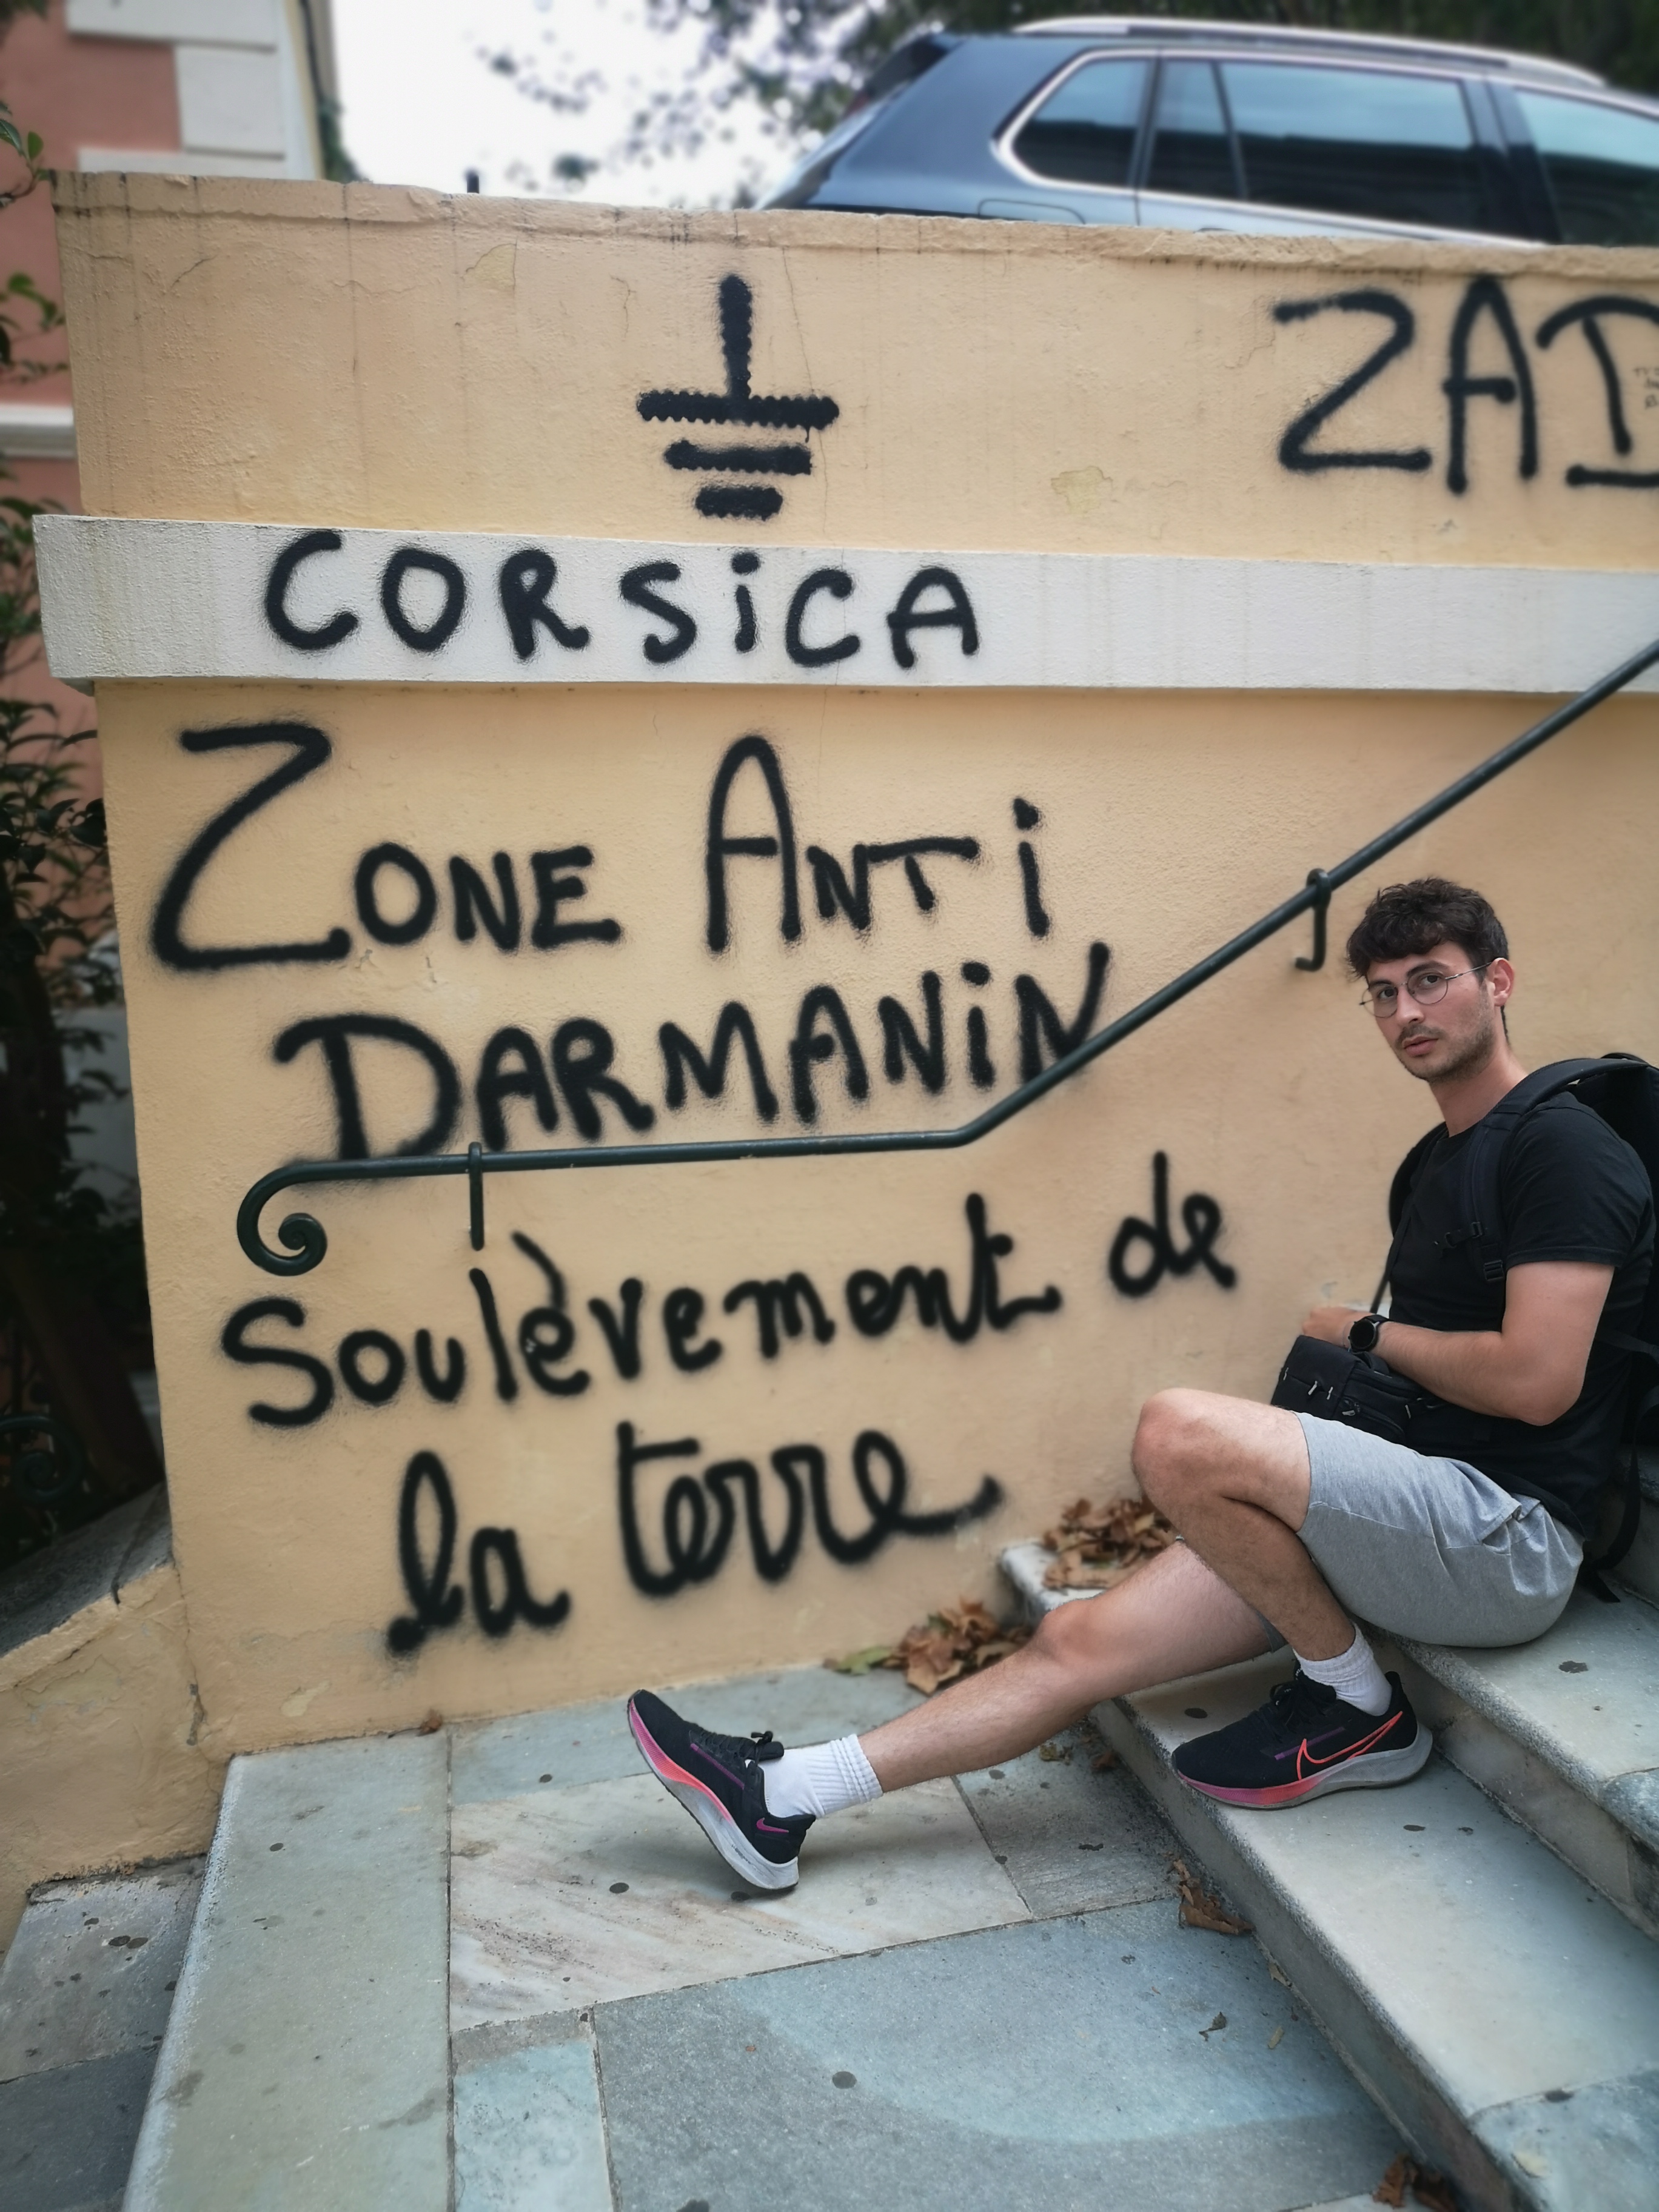 ZAD
CORSiCA
ZONE ANTi
DARMANiN
Soulèvement de
la terre